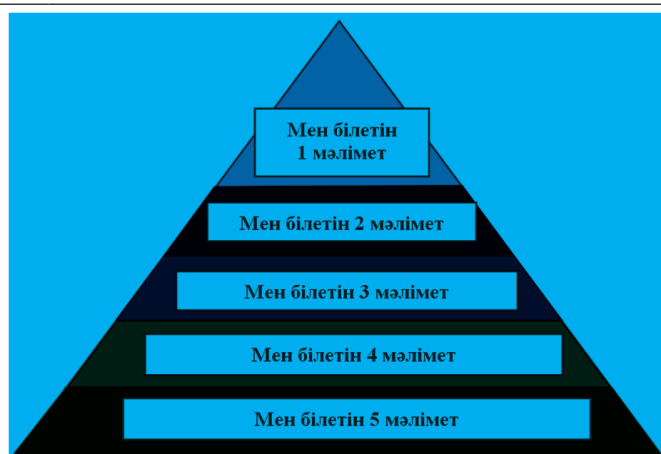 Мен білетін
1 мәлімет
Мен білетін 2 мәлімет
Мен білетін 3 мәлімет
Мен білетін 4 мәлімет
Мен білетін 5 мәлімет